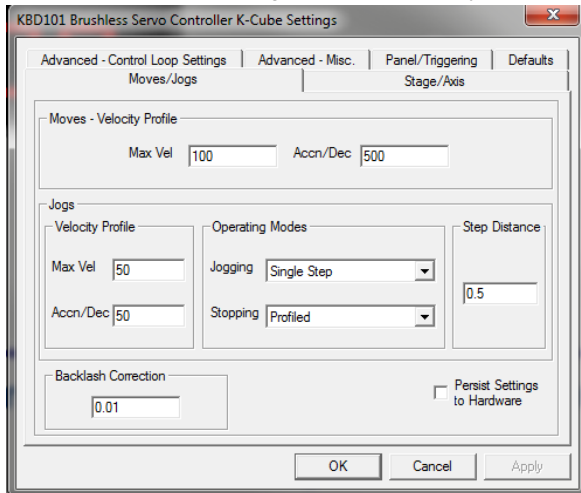 KBD101 Brushless Servo Controller K-Cube Settings
Advanced - Control Loop Settings Advanced - Misc. Panel/Triggering Defaults
Moves/Jogs Stage/Axis
Moves - Velocity Profile
Max Vel 100 Accn/Dec 500
Jogs
Velocity Profile Operating Modes Step Distance
Max Vel 50 Jogging Single Step
0.5
Accn/Dec 50 Stopping Profiled
Backlash Correction
0.01
Persist Settings
to Hardware
OK Cancel Apply